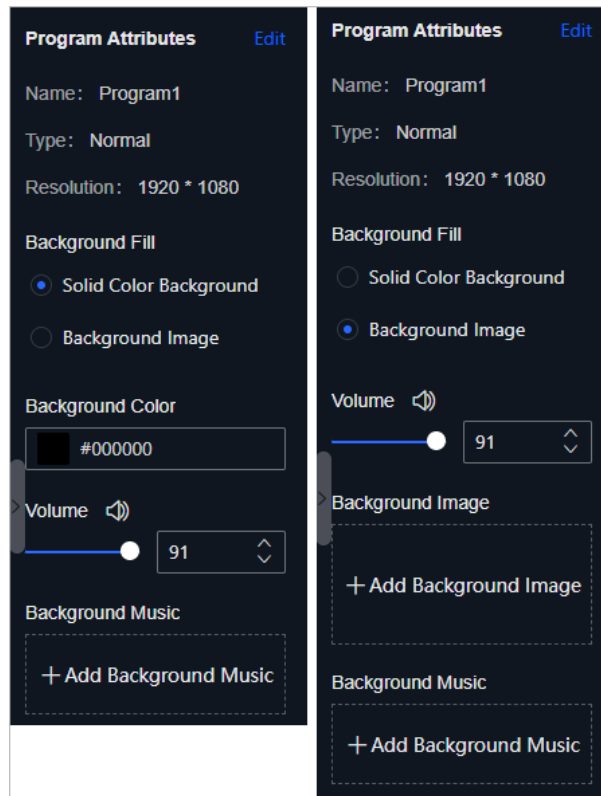 Program Attributes Edit
Name: Program1
Type: Normal
Resolution: 1920 * 1080
Background Fill
Solid Color Background
Background Image
Background Color
#000000
Volume
91
Background Music
+ Add Background Music
Program Attributes Edit
Name: Program1
Type: Normal
Resolution: 1920 * 1080
Background Fill
Solid Color Background
Background Image
Volume
91
Background Image
+ Add Background Image
Background Music
+ Add Background Music